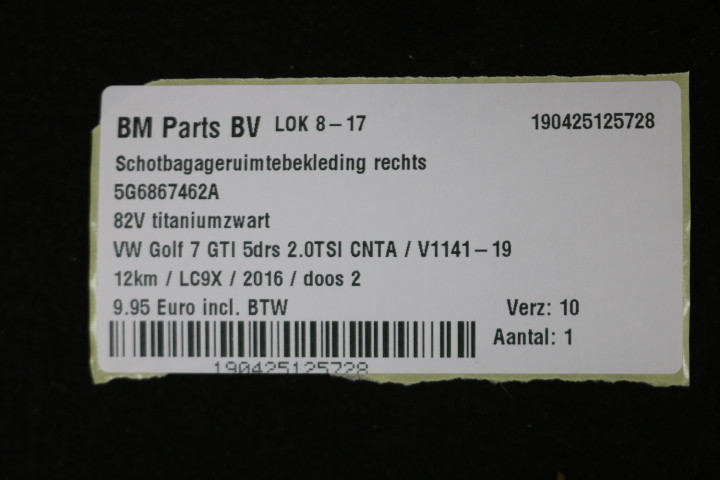 BM Parts BV LOK 8-17 190425125728
Schotbagageruimtebekleding rechts
5G6867462A
82V titaniumzwart
VW Golf 7 GTI 5drs 2.0TSI CNTA / V1141-19
12km / LC9X / 2016 / doos 2
9.95 Euro incl. BTW Verz: 10
Aantal: 1
190425125728